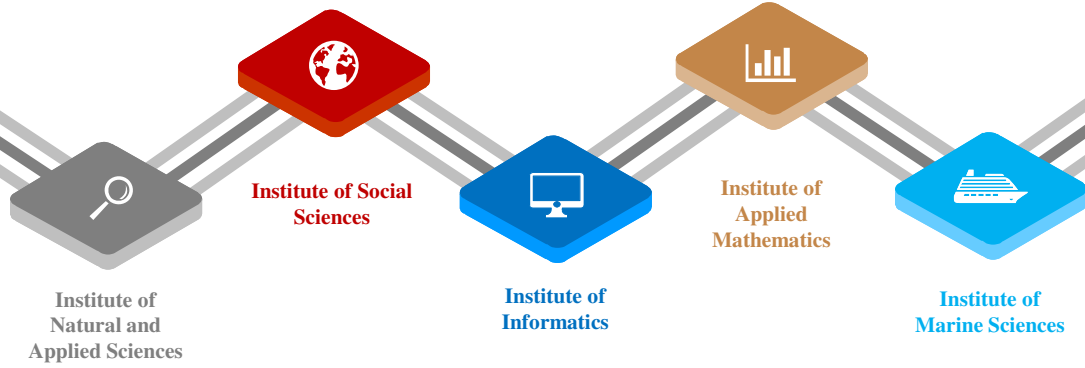 Institute of
Natural and
Applied Sciences
Institute of Social
Sciences
Institute of
Informatics
Institute of
Applied
Mathematics
Institute of
Marine Sciences